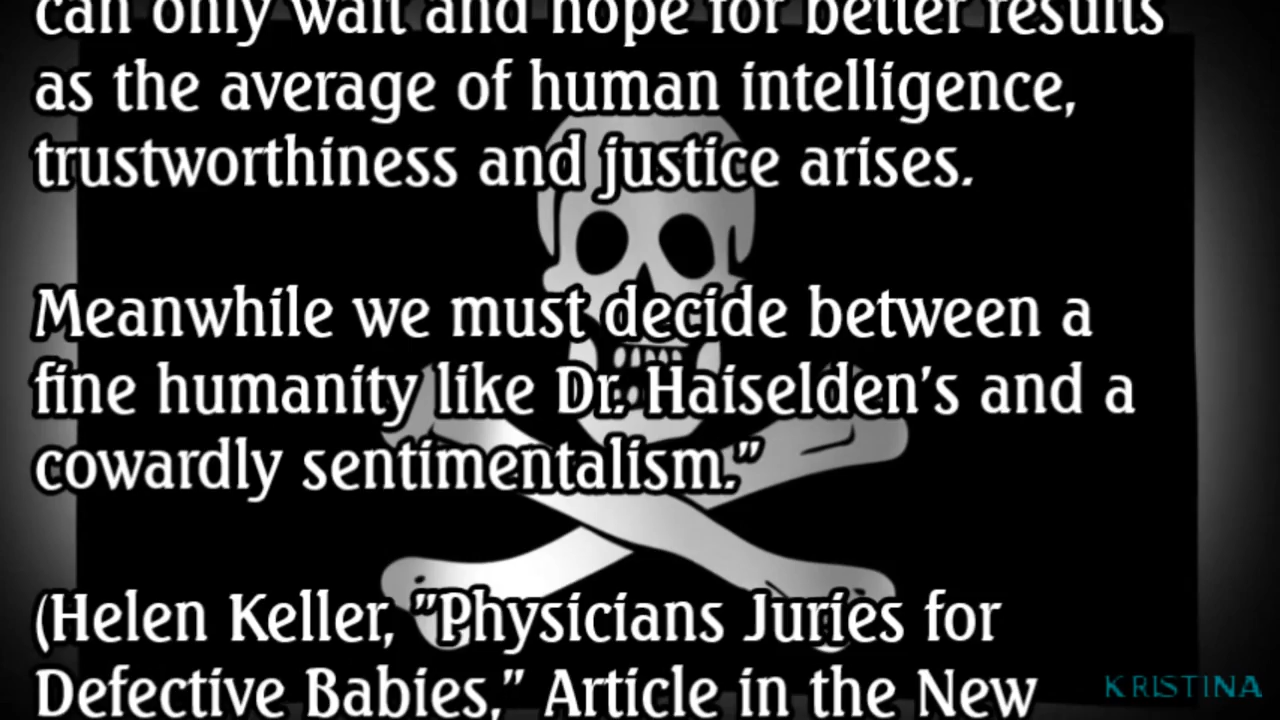 can only wait and hope for better results
as the average of human intelligence,
trustworthiness and justice arises.
Meanwhile we must decide between a
fine humanity like Dr. Haiselden's and a
cowardly sentimentalism."
(Helen Keller, "Physicians Juries for
Defective Babies," Article in the New
KRISTINA